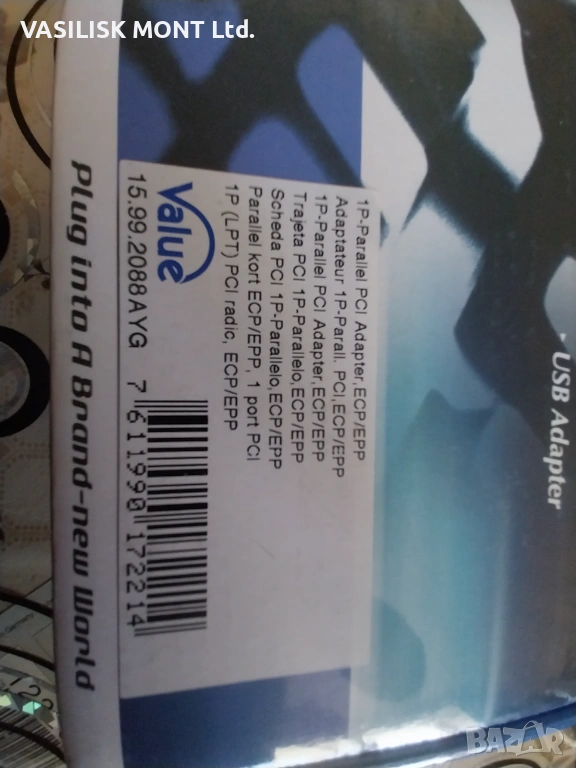 VASILISK MONT Ltd.
USB Adapter
1P-Parallel PCI Adapter,ECP/EPP
Adaptateur 1P-Parall. PCI,ECP/EPP
1P-Parallel PCI Adapter,ECP/EPP
Trajeta PCI 1P-Parallelo,ECP/EPP
Scheda PCI 1P-Parallelo,ECP/EPP
Parallel kort ECP/EPP, 1 port PCI
1P (LPT) PCI radic, ECP/EPP
Value
15.99.2088AYG
7 611990 172214
Plug into A Brand-new World
BAZAR